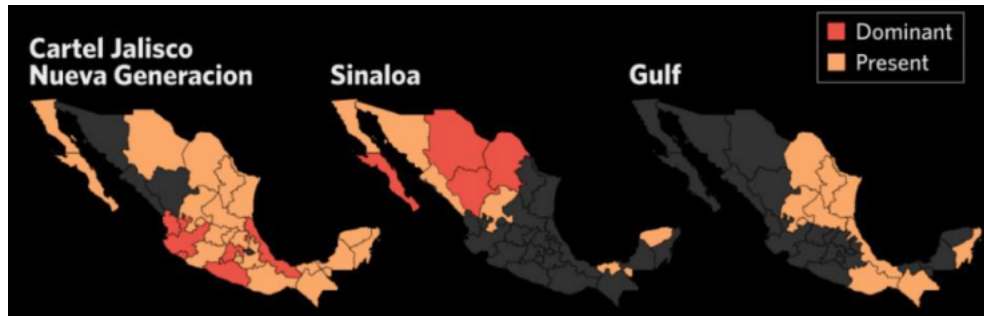 Cartel Jalisco
Nueva Generacion
Sinaloa
Gulf
Dominant
Present